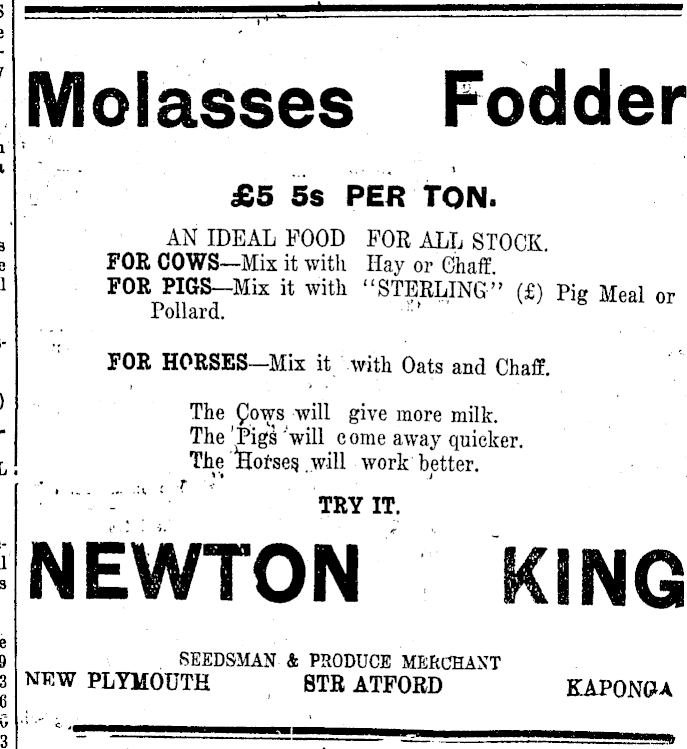 Molasses Fodder
£5 5s PER TON.
AN IDEAL FOOD FOR ALL STOCK.
FOR COWS—Mix it with Hay or Chaff.
FOR PIGS—Mix it with "STERLING" (£) Pig Meal or
Pollard.
FOR HORSES—Mix it with Oats and Chaff.
The Cows will give more milk.
The Pigs will come away quicker.
The Horses will work better.
TRY IT.
NEWTON KING
SEEDSMAN & PRODUCE MERCHANT
NEW PLYMOUTH STRATFORD KAPONGA